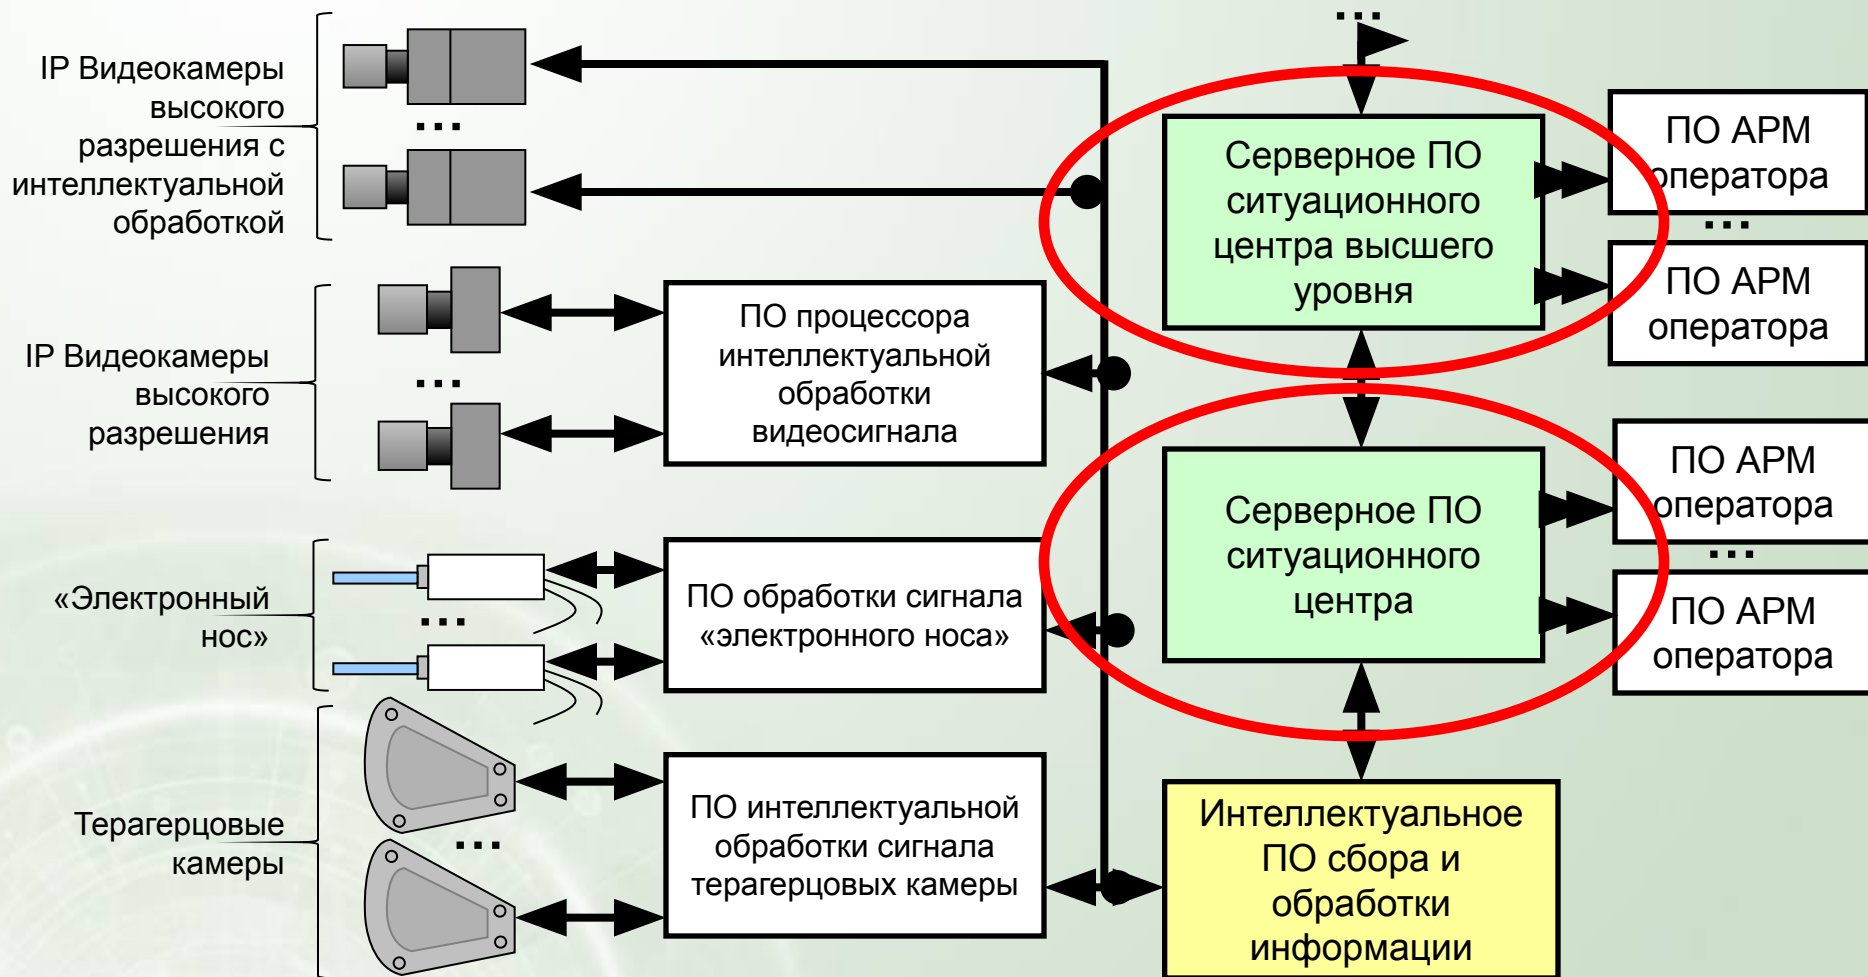 IP Видеокамеры
высокого
разрешения с
интеллектуальной
обработкой
...
IP Видеокамеры
высокого
разрешения
...
ПО процессора
интеллектуальной
обработки
видеосигнала
«Электронный
нос»
...
ПО обработки сигнала
«электронного носа»
Терагерцовые
камеры
...
ПО интеллектуальной
обработки сигнала
терагерцовых камеры
...
Серверное ПО
ситуационного
центра высшего
уровня
ПО АРМ
оператора
...
ПО АРМ
оператора
Серверное ПО
ситуационного
центра
ПО АРМ
оператора
...
ПО АРМ
оператора
Интеллектуальное
ПО сбора и
обработки
информации